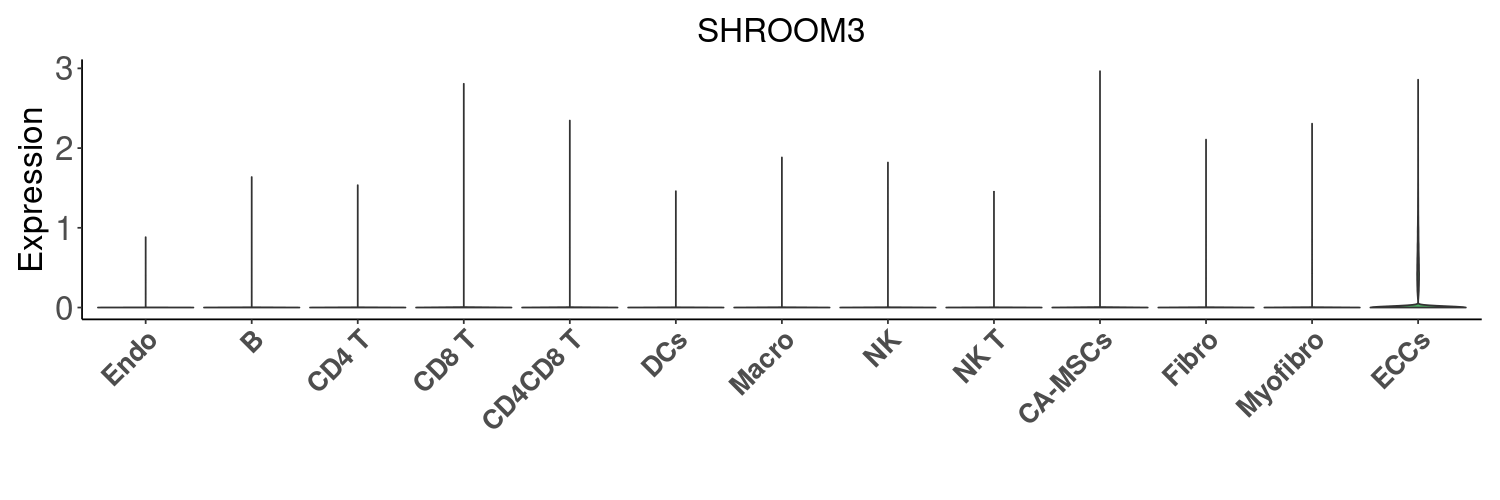 SHROOM3
Expression
3
2
1
0
Endo
B
CD4 T
CD8 T
CD4CD8 T
DCs
Macro
NK
NK T
CA-MSCs
Fibro
Myofibro
ECCs